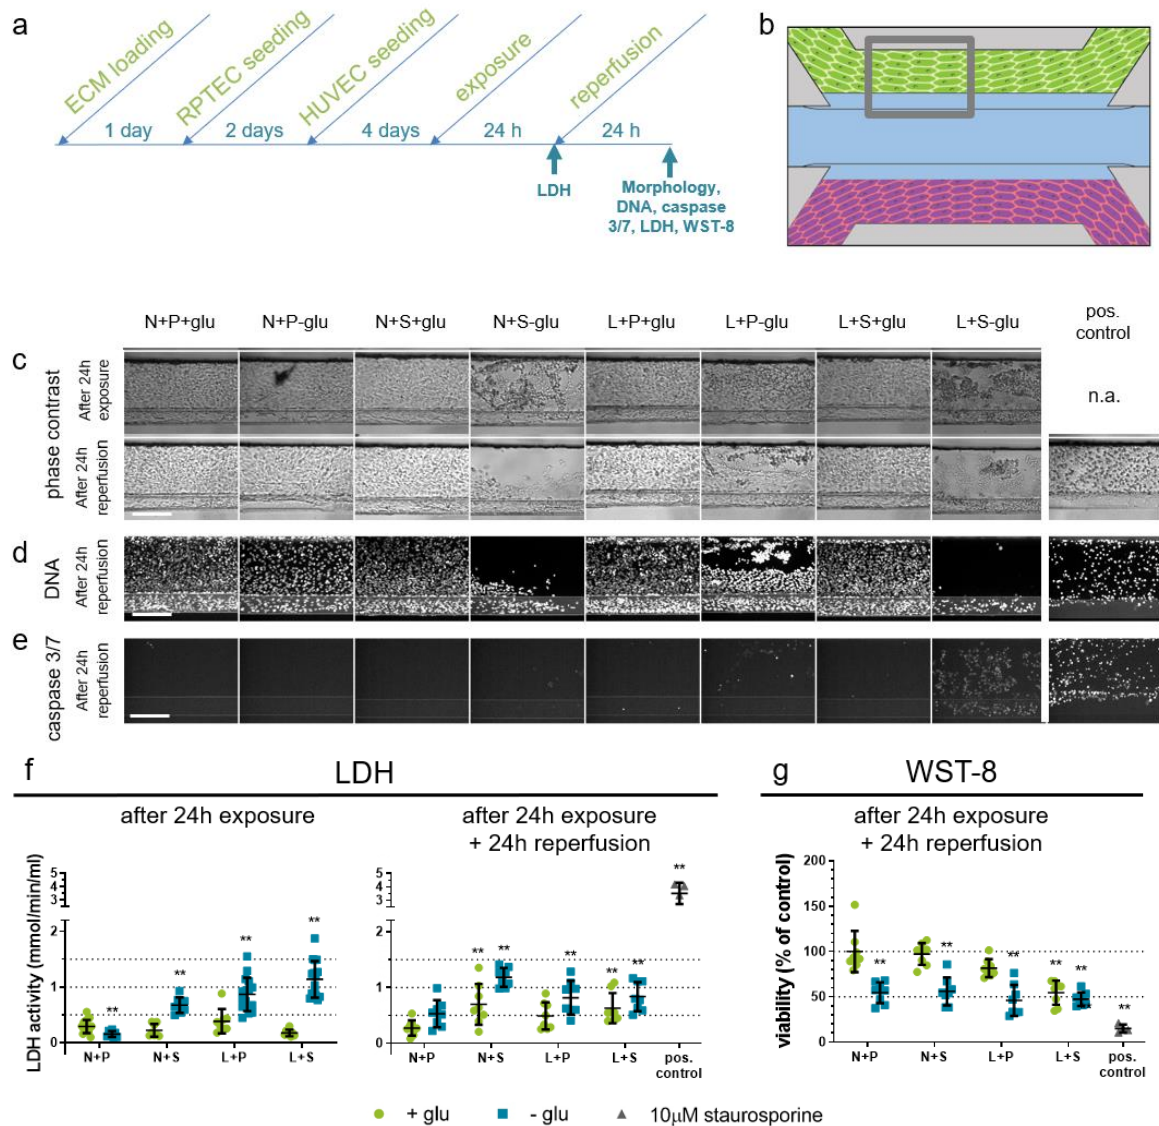 a
ECM loading
RPTEC seeding
HUVEC seeding
exposure
reperfusion
1 day
2 days
4 days
24 h
24 h
LDH
Morphology,
DNA, caspase
3/7, LDH, WST-8
b
N+P+glu
N+P-glu
N+S+glu
N+S-glu
L+P+glu
L+P-glu
L+S+glu
L+S-glu
pos.
control
c
phase contrast
After 24h
exposure
n.a.
After 24h
reperfusion
d
DNA
After 24h
reperfusion
e
caspase 3/7
After 24h
reperfusion
f
LDH
after 24h exposure
LDH activity (mmol/min/ml)
5
4
3
2
1
0
**
**
**
**
N+P
N+S
L+P
L+S
after 24h exposure
+ 24h reperfusion
5
4
3
2
1
0
**
**
**
**
**
**
N+P
N+S
L+P
L+S
pos.
control
g
WST-8
after 24h exposure
+ 24h reperfusion
viability (% of control)
200
150
100
50
0
**
**
**
**
**
**
N+P
N+S
L+P
L+S
pos.
control
+ glu
- glu
10µM staurosporine